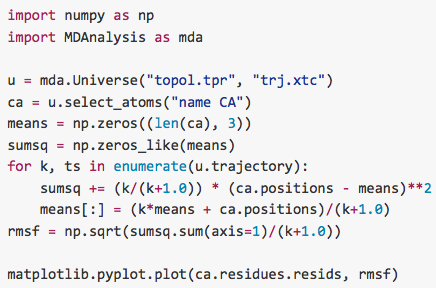 import numpy as np
import MDAnalysis as mda

u = mda.Universe("topol.tpr", "trj.xtc")
ca = u.select_atoms("name CA")
means = np.zeros((len(ca), 3))
sumsq = np.zeros_like(means)
for k, ts in enumerate(u.trajectory):
    sumsq += (k/(k+1.0)) * (ca.positions - means)**2
    means[:] = (k*means + ca.positions)/(k+1.0)
rmsf = np.sqrt(sumsq.sum(axis=1)/(k+1.0))

matplotlib.pyplot.plot(ca.residues.resids, rmsf)